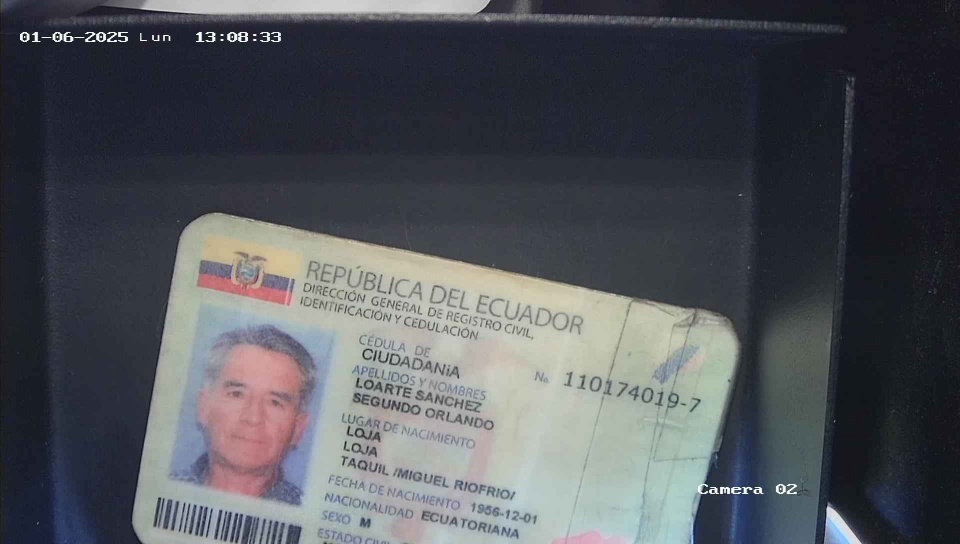 01-06-2025 Lun 13:08:33
REPÚBLICA DEL ECUADOR
DIRECCIÓN GENERAL DE REGISTRO CIVIL,
IDENTIFICACIÓN Y CEDULACIÓN
CÉDULA DE
CIUDADANÍA
No. 110174019-7
APELLIDOS Y NOMBRES
LOARTE SANCHEZ
SEGUNDO ORLANDO
LUGAR DE NACIMIENTO
LOJA
LOJA
TAQUIL /MIGUEL RIOFRIO/
FECHA DE NACIMIENTO 1956-12-01
NACIONALIDAD ECUATORIANA
SEXO M
ESTADO CIVIL
Camera 02